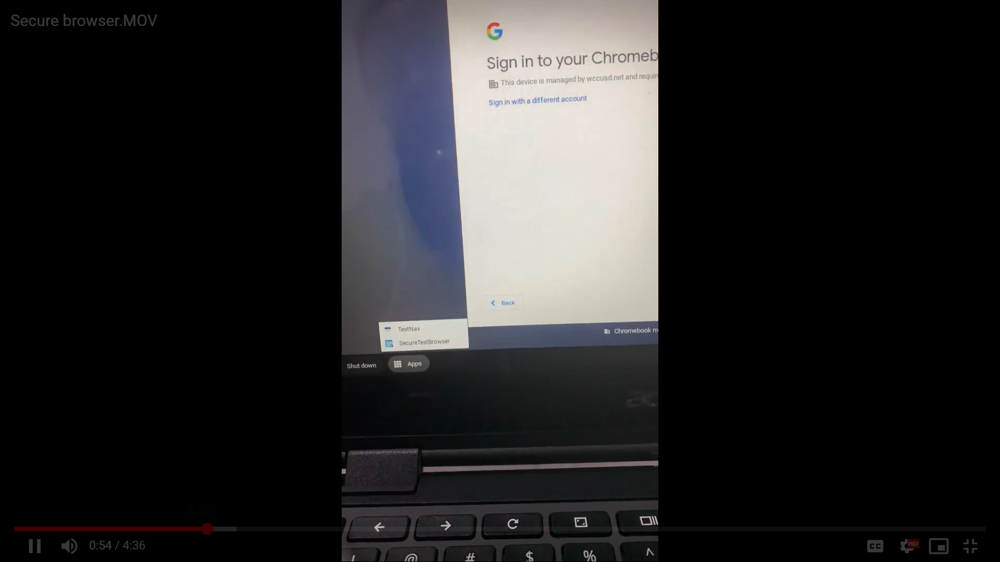 Secure browser.MOV
G
Sign in to your Chromeb
This device is managed by wccusd.net and requir
Sign in with a different account
Back
TestNav
SecureTestBrowser
Chromebook m
Shut down
Apps
0:52
@ # $ % ^
0:54 / 4:36
CC
HD